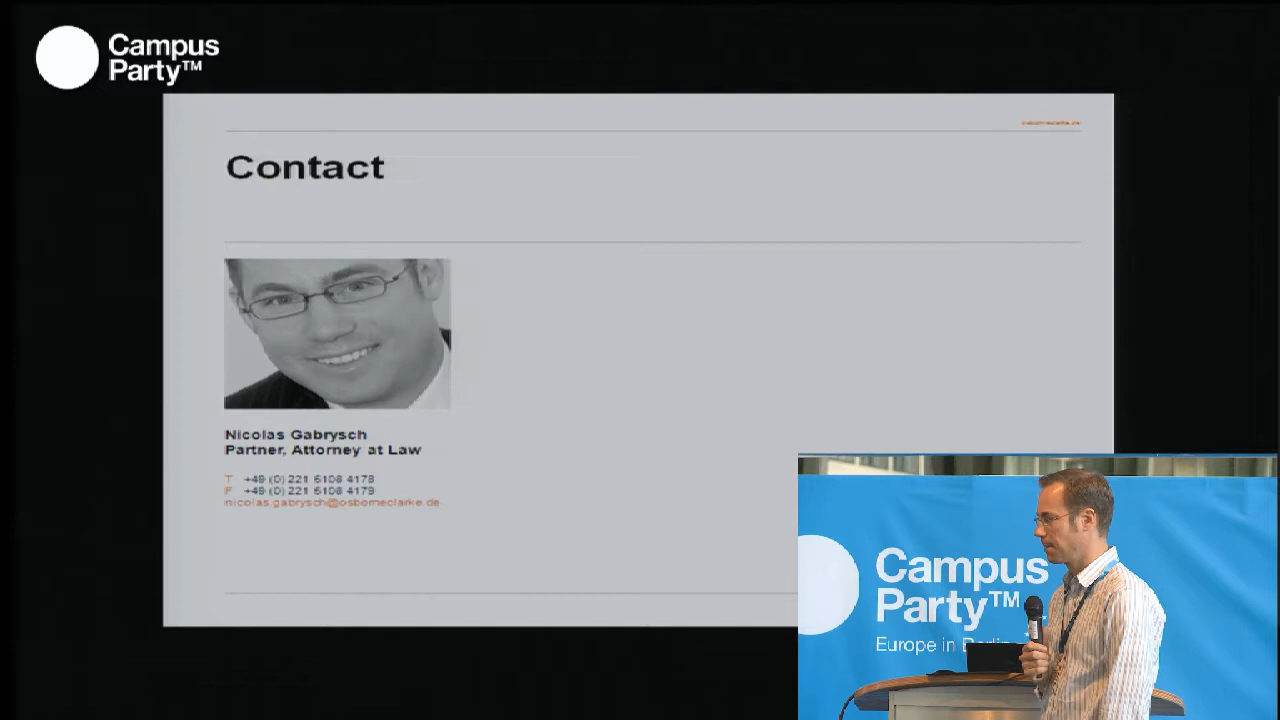 Campus
Party™
Contact
Nicolas Gabrysch
Partner, Attorney at Law
T +49 (0) 221 5108 4178
F +49 (0) 221 5108 4179
nicolas.gabrysch@osborneclarke.de
Campus
Party™
Europe in